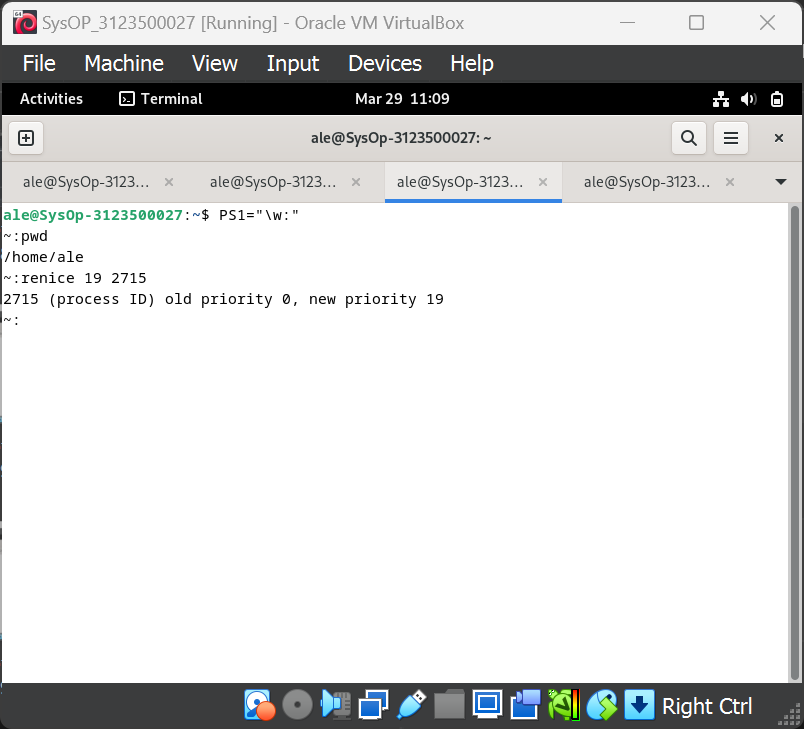 64
SysOP_3123500027 [Running] - Oracle VM VirtualBox
File Machine View Input Devices Help
Activities Terminal Mar 29 11:09
ale@SysOp-3123500027: ~
ale@SysOp-3123... ale@SysOp-3123... ale@SysOp-3123... ale@SysOp-3123...
ale@SysOp-3123500027:~$ PS1="\w:"
~:pwd
/home/ale
~:renice 19 2715
2715 (process ID) old priority 0, new priority 19
~:
Right Ctrl